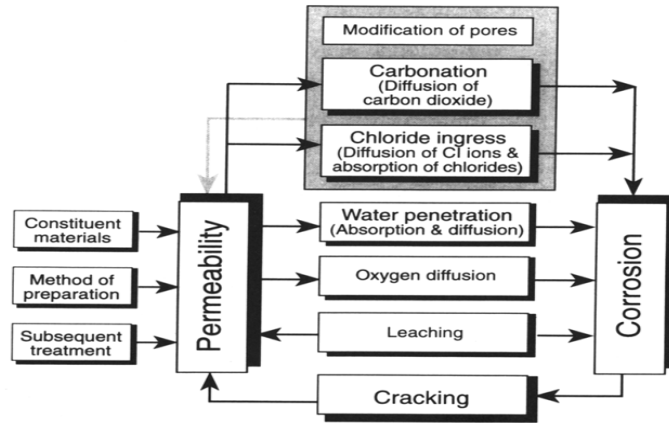 Modification of pores
Carbonation
(Diffusion of
carbon dioxide)
Chloride ingress
(Diffusion of Cl ions &
absorption of chlorides)
Constituent
materials
Method of
preparation
Subsequent
treatment
Permeability
Water penetration
(Absorption & diffusion)
Oxygen diffusion
Leaching
Cracking
Corrosion